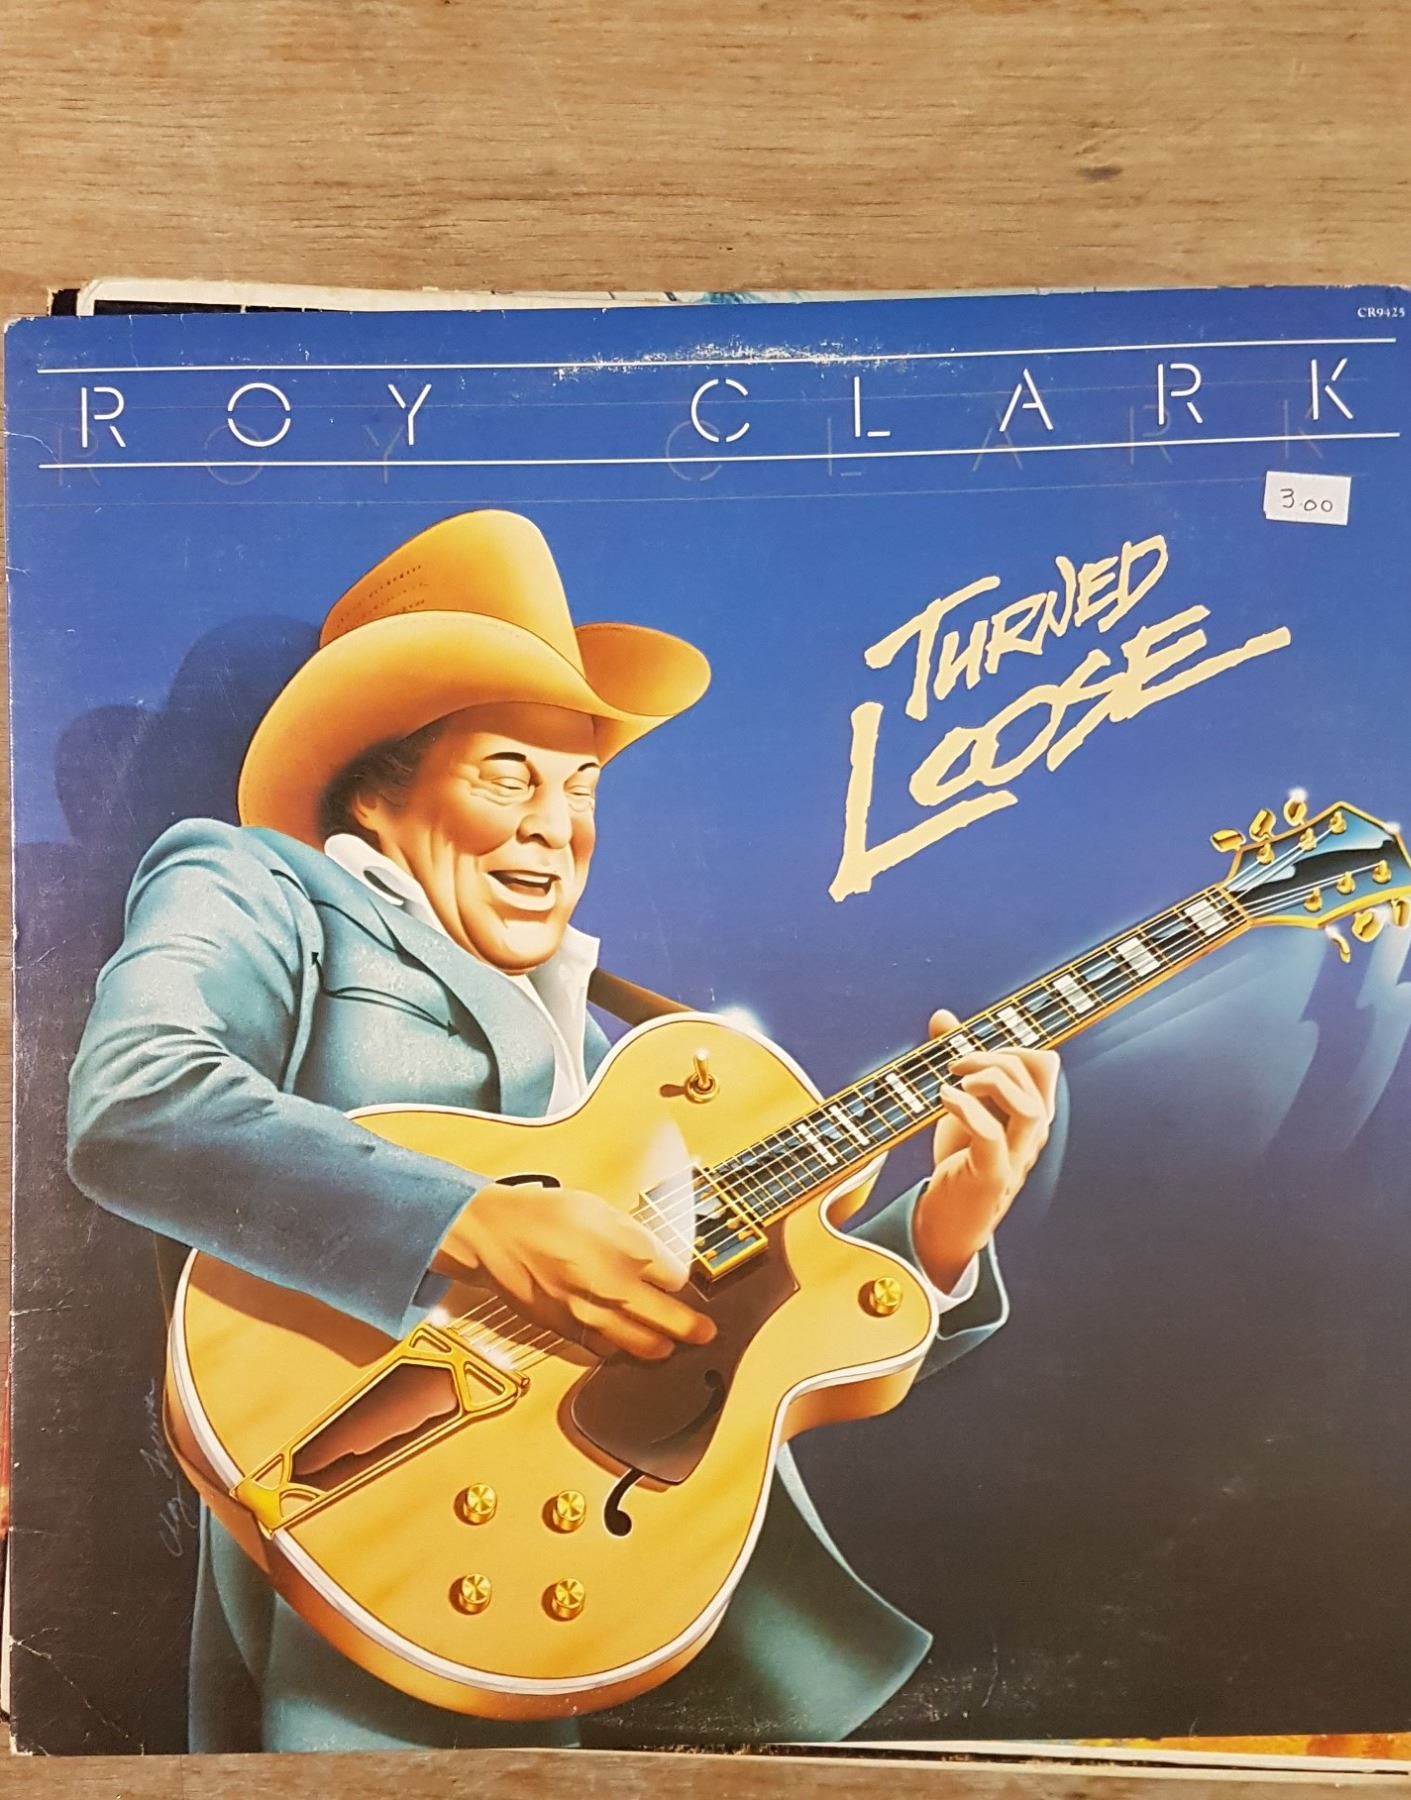 CR9425
ROY CLARK
3.00
TURNED
LOOSE